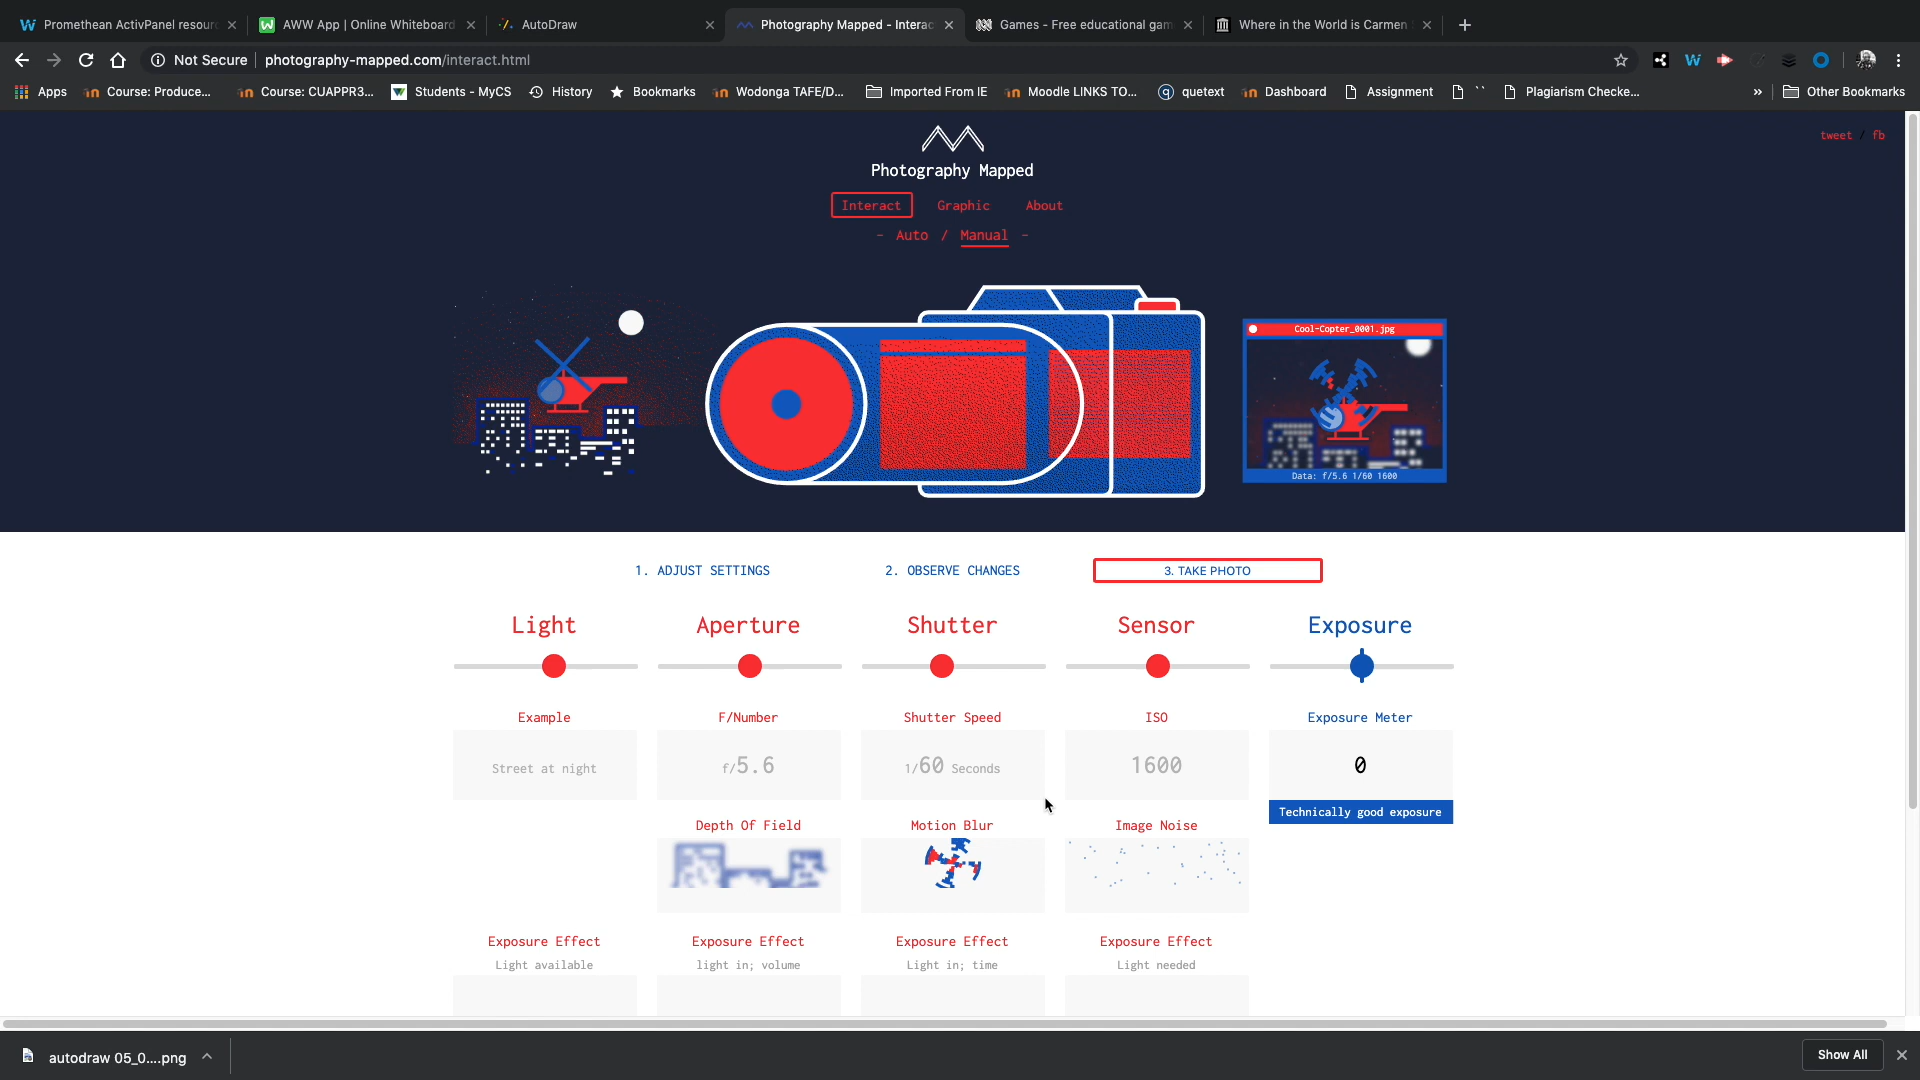 Promethean ActivPanel resour
AWW App | Online Whiteboard
AutoDraw
Photography Mapped - Interac
Games - Free educational gam
Where in the World is Carmen
Not Secure
photography-mapped.com/interact.html
Apps
Course: Produce...
Course: CUAPPR3...
Students - MyCS
History
Bookmarks
Wodonga TAFE/D...
Imported From IE
Moodle LINKS TO...
quetext
Dashboard
Assignment
``
Plagiarism Checke...
»
Other Bookmarks
tweet / fb
Photography Mapped
Interact
Graphic
About
- Auto / Manual -
Cool-Copter_0001.jpg
Data: f/5.6 1/60 1600
1. ADJUST SETTINGS
2. OBSERVE CHANGES
3. TAKE PHOTO
Light
Aperture
Shutter
Sensor
Exposure
Example
F/Number
Shutter Speed
ISO
Exposure Meter
Street at night
f/5.6
1/60 Seconds
1600
0
Technically good exposure
Depth Of Field
Motion Blur
Image Noise
Exposure Effect
Exposure Effect
Exposure Effect
Exposure Effect
Light available
light in; volume
Light in; time
Light needed
autodraw 05_0....png
Show All